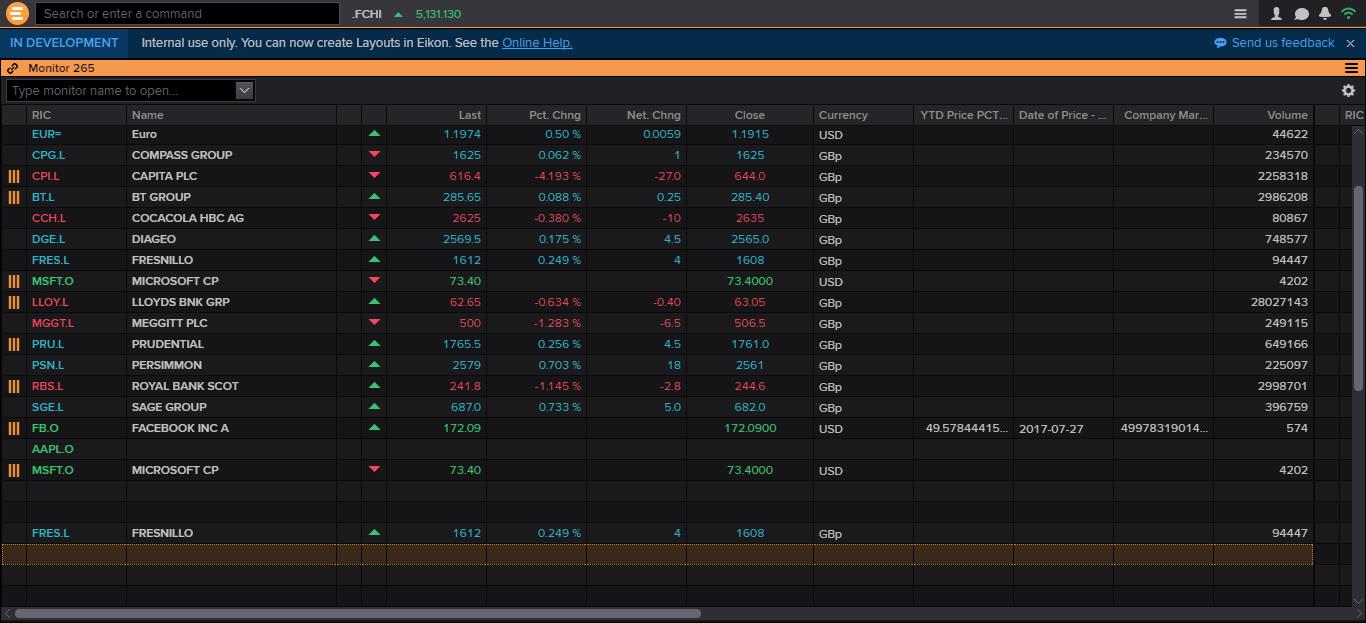 Search or enter a command .FCHI 5,131.130
IN DEVELOPMENT Internal use only. You can now create Layouts in Eikon. See the Online Help. Send us feedback
Monitor 265
Type monitor name to open...
RIC Name Last Pct. Chng Net. Chng Close Currency YTD Price PCT... Date of Price - ... Company Mar... Volume RIC
EUR= Euro 1.1974 0.50 % 0.0059 1.1915 USD 44622
CPG.L COMPASS GROUP 1625 0.062 % 1 1625 GBp 234570
CPI.L CAPITA PLC 616.4 -4.193 % -27.0 644.0 GBp 2258318
BT.L BT GROUP 285.65 0.088 % 0.25 285.40 GBp 2986208
CCH.L COCACOLA HBC AG 2625 -0.380 % -10 2635 GBp 80867
DGE.L DIAGEO 2569.5 0.175 % 4.5 2565.0 GBp 748577
FRES.L FRESNILLO 1612 0.249 % 4 1608 GBp 94447
MSFT.O MICROSOFT CP 73.40 73.4000 USD 4202
LLOY.L LLOYDS BNK GRP 62.65 -0.634 % -0.40 63.05 GBp 28027143
MGGT.L MEGGITT PLC 500 -1.283 % -6.5 506.5 GBp 249115
PRU.L PRUDENTIAL 1765.5 0.256 % 4.5 1761.0 GBp 649166
PSN.L PERSIMMON 2579 0.703 % 18 2561 GBp 225097
RBS.L ROYAL BANK SCOT 241.8 -1.145 % -2.8 244.6 GBp 2998701
SGE.L SAGE GROUP 687.0 0.733 % 5.0 682.0 GBp 396759
FB.O FACEBOOK INC A 172.09 172.0900 USD 49.57844415... 2017-07-27 49978319014... 574
AAPL.O
MSFT.O MICROSOFT CP 73.40 73.4000 USD 4202
FRES.L FRESNILLO 1612 0.249 % 4 1608 GBp 94447